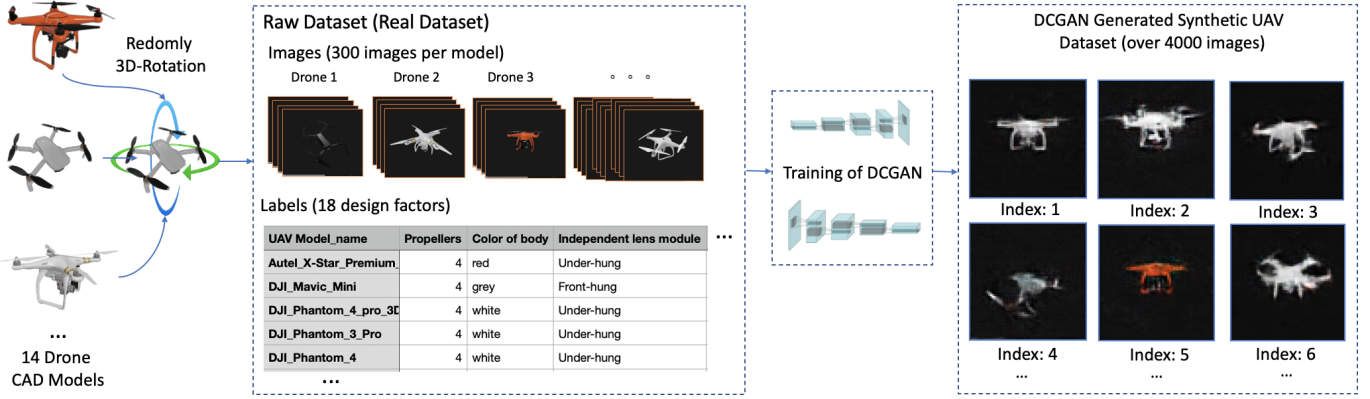 Redomly
3D-Rotation
...
14 Drone
CAD Models
Raw Dataset (Real Dataset)
Images (300 images per model)
Drone 1 Drone 2 Drone 3 ° ° °
Labels (18 design factors)
UAV Model_name Propellers Color of body Independent lens module ...
Autel_X-Star_Premium_ 4 red Under-hung
DJI_Mavic_Mini 4 grey Front-hung
DJI_Phantom_4_pro_3D 4 white Under-hung
DJI_Phantom_3_Pro 4 white Under-hung
DJI_Phantom_4 4 white Under-hung
...
Training of DCGAN
DCGAN Generated Synthetic UAV
Dataset (over 4000 images)
Index: 1 Index: 2 Index: 3
Index: 4 Index: 5 Index: 6
... ... ...